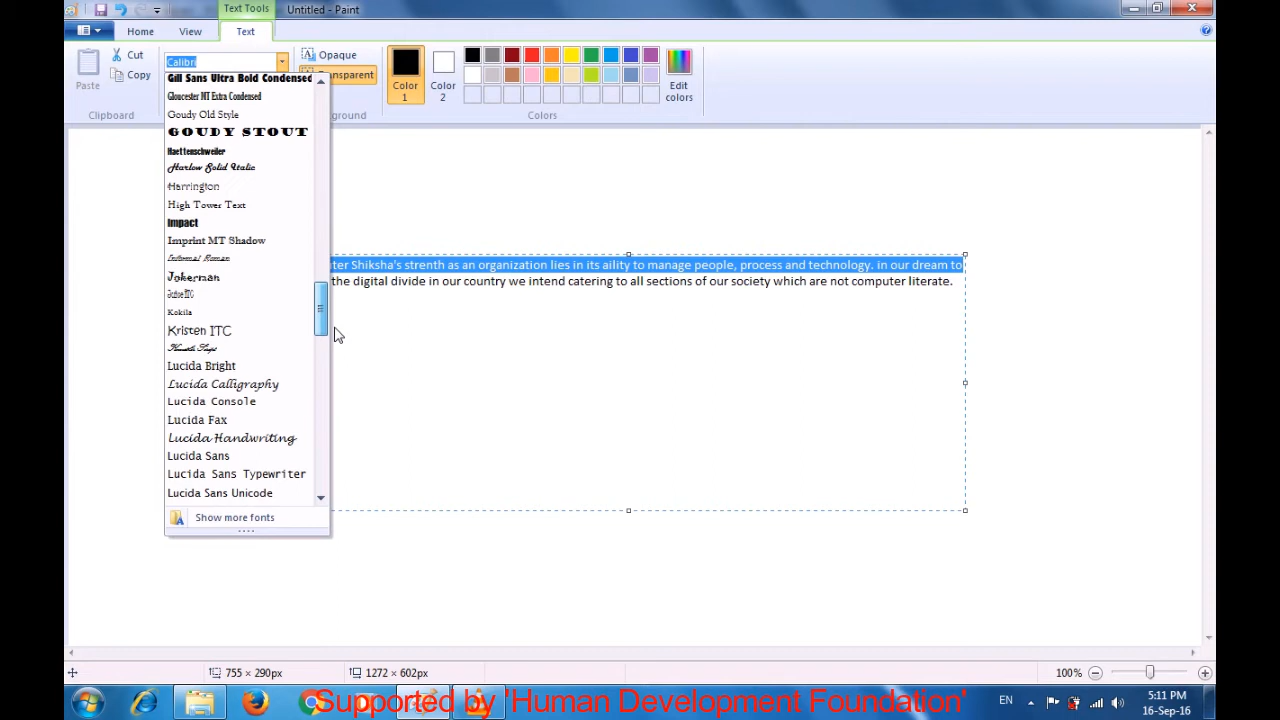 Text Tools
Untitled - Paint
Home
View
Text
Cut
Copy
Paste
Clipboard
Calibri
Opaque
Transparent
Color 1
Color 2
Edit colors
Colors
Gill Sans Ultra Bold Condensed
Gloucester MT Extra Condensed
Goudy Old Style
GOUDY STOUT
Haettenschweiler
Harlow Solid Italic
Harrington
High Tower Text
Impact
Imprint MT Shadow
Informal Roman
Jokerman
Juice ITC
Kokila
Kristen ITC
Kunstler Script
Lucida Bright
Lucida Calligraphy
Lucida Console
Lucida Fax
Lucida Handwriting
Lucida Sans
Lucida Sans Typewriter
Lucida Sans Unicode
Show more fonts
Shiksha's strenth as an organization lies in its aility to manage people, process and technology. in our dream to
the digital divide in our country we intend catering to all sections of our society which are not computer literate.
755 × 290px
1272 × 602px
100%
Supported by 'Human Development Foundation'
EN
5:11 PM
16-Sep-16